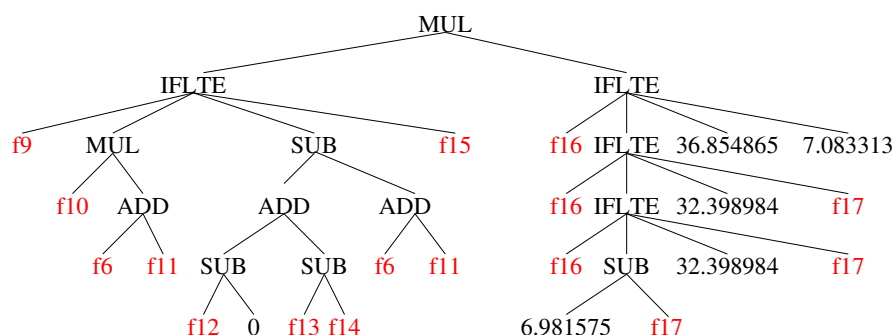 MUL
IFLTE IFLTE
f9 MUL SUB f15 f16 IFLTE 36.854865 7.083313
f10 ADD ADD ADD f16 IFLTE 32.398984 f17
f6 f11 SUB SUB f6 f11 f16 SUB 32.398984 f17
f12 0 f13 f14 6.981575 f17